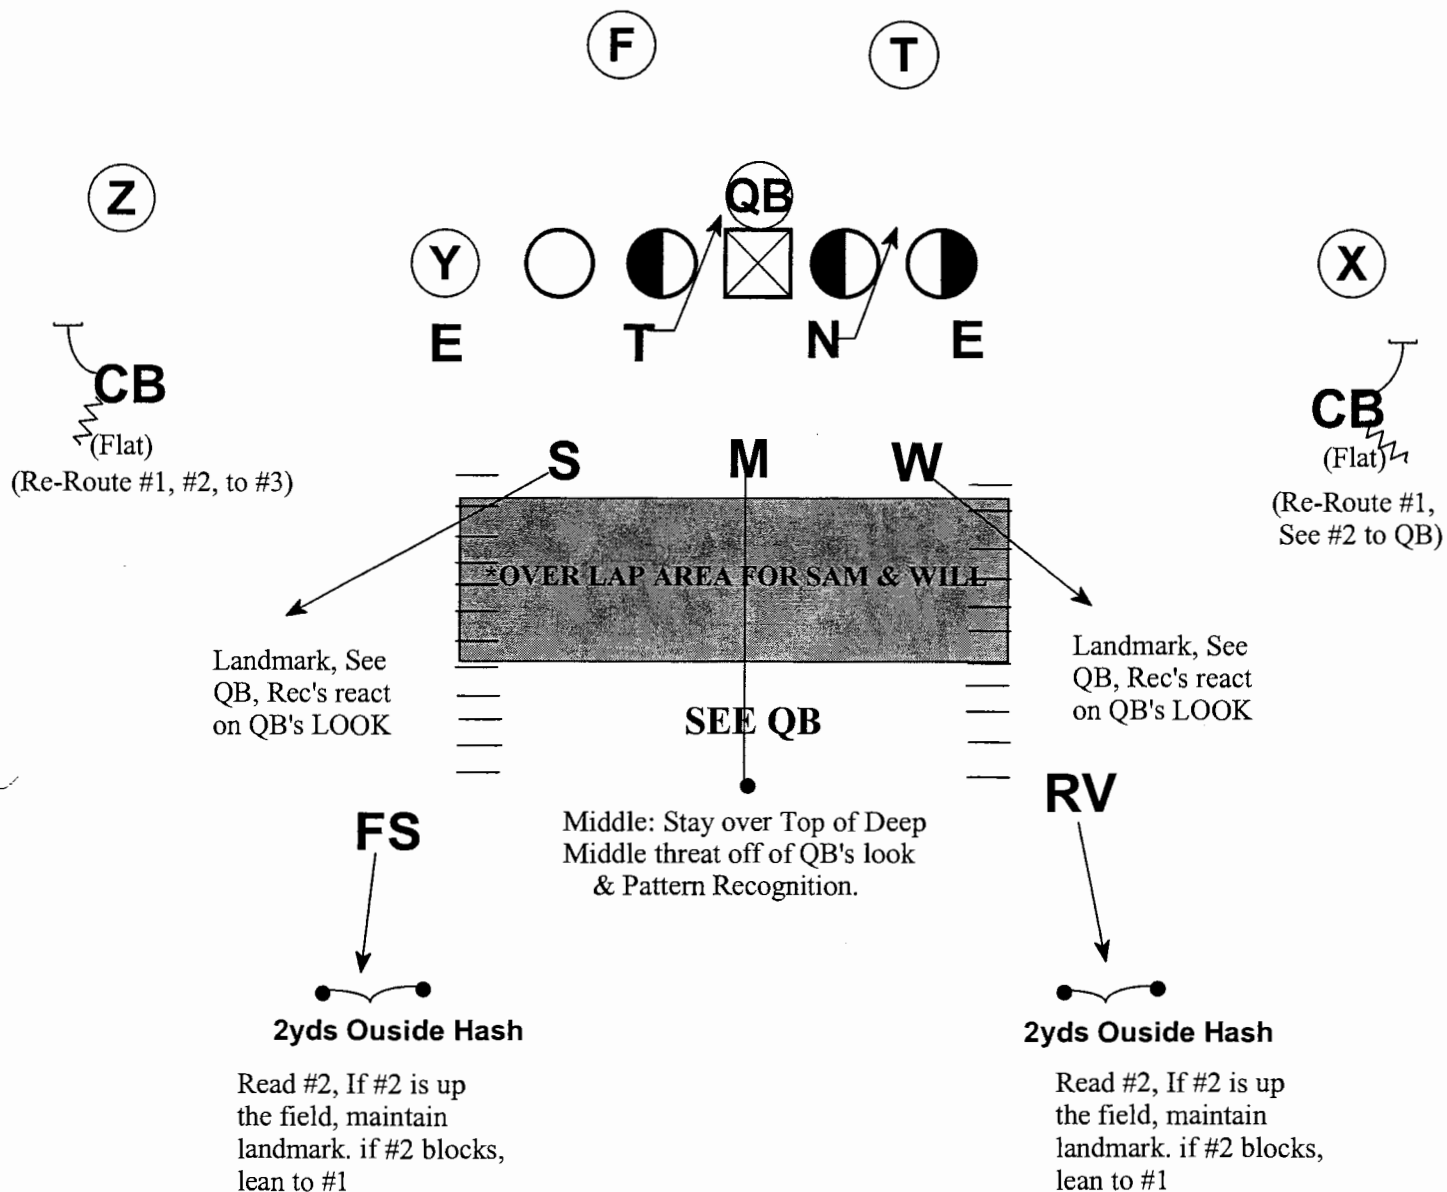 F
T
Z
QB
Y
X
E
T
N
E
CB
CB
(Flat)
(Re-Route #1, #2, to #3)
(Flat)
(Re-Route #1,
See #2 to QB)
S
M
W
*OVER LAP AREA FOR SAM & WILL
Landmark, See
QB, Rec's react
on QB's LOOK
Landmark, See
QB, Rec's react
on QB's LOOK
SEE QB
RV
FS
Middle: Stay over Top of Deep
Middle threat off of QB's look
& Pattern Recognition.
2yds Ouside Hash
Read #2, If #2 is up
the field, maintain
landmark. if #2 blocks,
lean to #1
2yds Ouside Hash
Read #2, If #2 is up
the field, maintain
landmark. if #2 blocks,
lean to #1